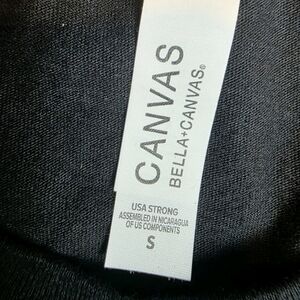 CANVAS
BELLA+CANVAS®
USA STRONG
ASSEMBLED IN NICARAGUA
OF US COMPONENTS
S